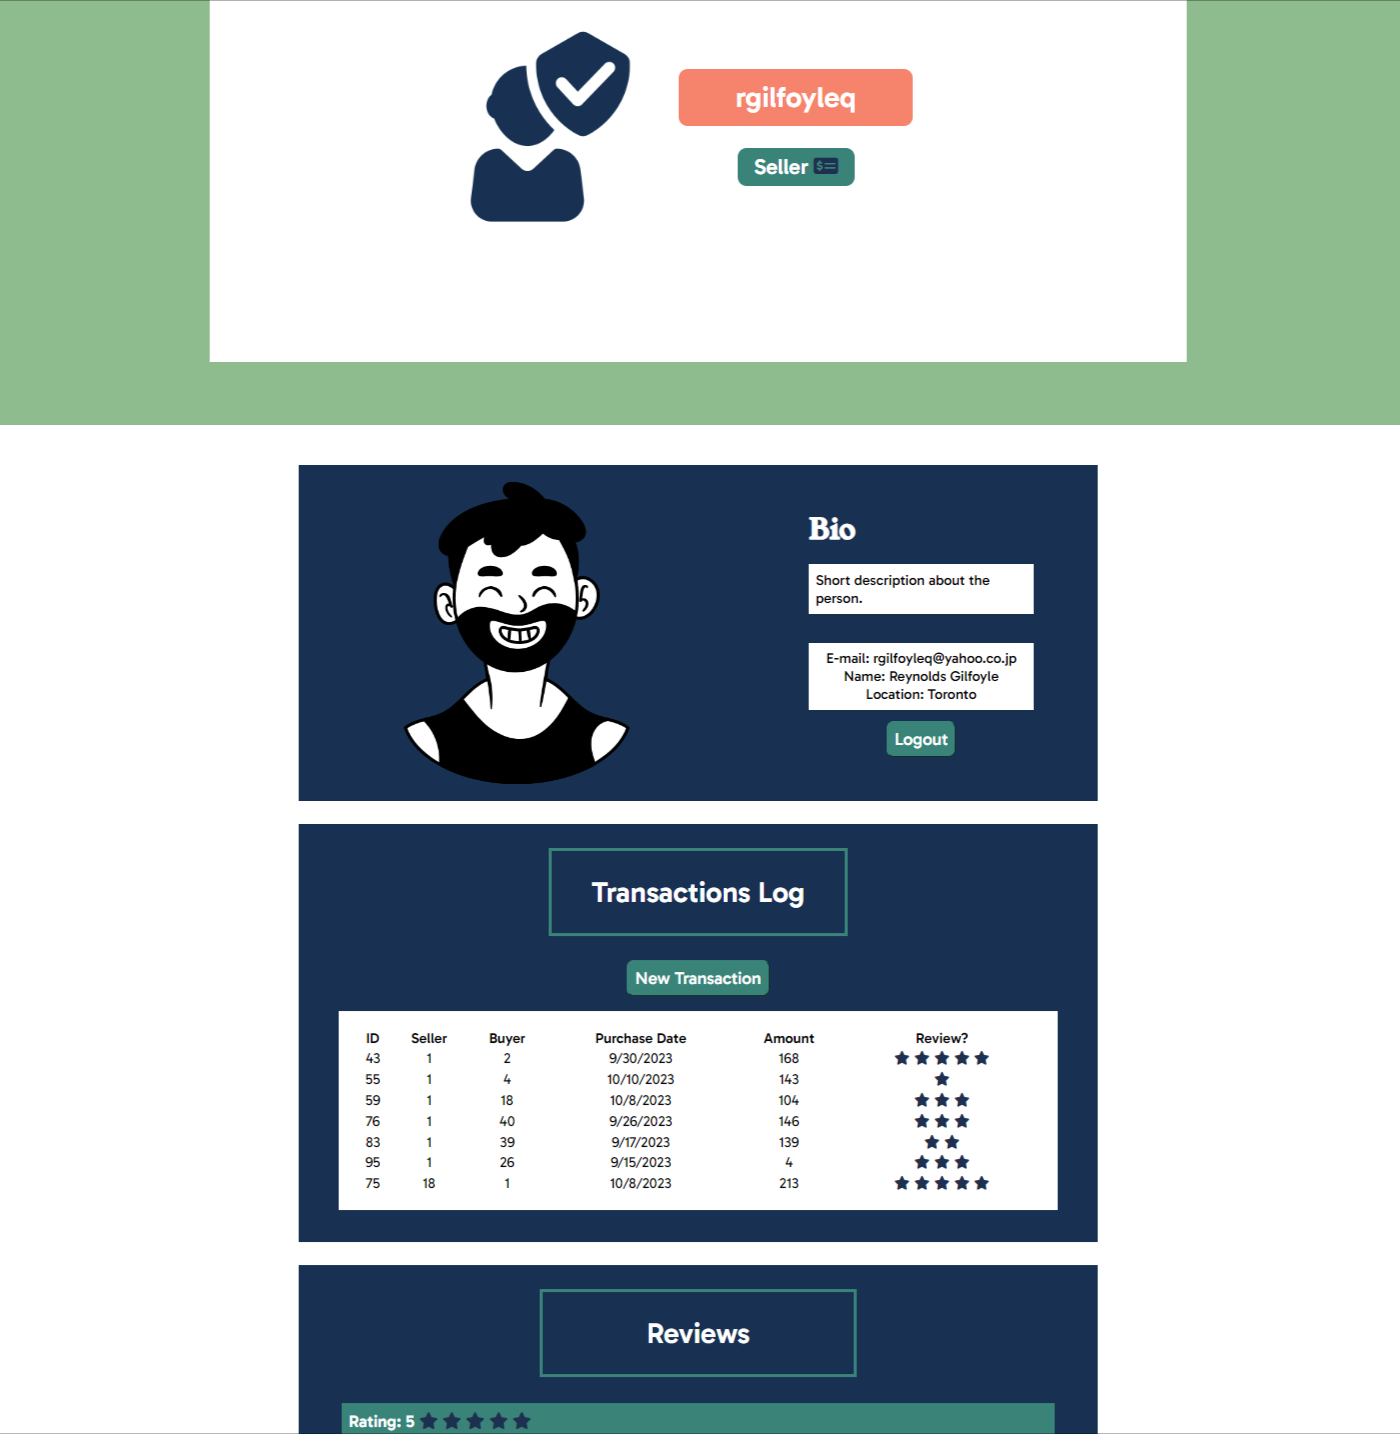 rgilfoyleq
Seller
Bio
Short description about the
person.
E-mail: rgilfoyleq@yahoo.co.jp
Name: Reynolds Gilfoyle
Location: Toronto
Logout
Transactions Log
New Transaction
ID Seller Buyer Purchase Date Amount Review?
43 1 2 9/30/2023 168
55 1 4 10/10/2023 143
59 1 18 10/8/2023 104
76 1 40 9/26/2023 146
83 1 39 9/17/2023 139
95 1 26 9/15/2023 4
75 18 1 10/8/2023 213
Reviews
Rating: 5